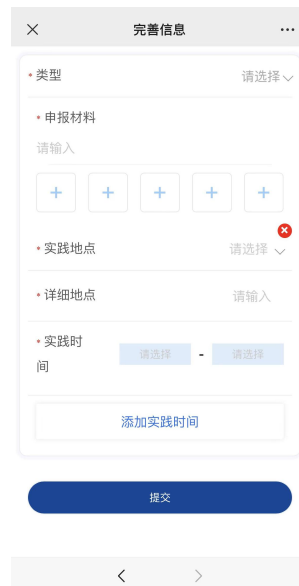 完善信息
* 类型 请选择
* 申报材料
请输入
* 实践地点 请选择
* 详细地点 请输入
* 实践时
间 请选择 - 请选择
添加实践时间
提交